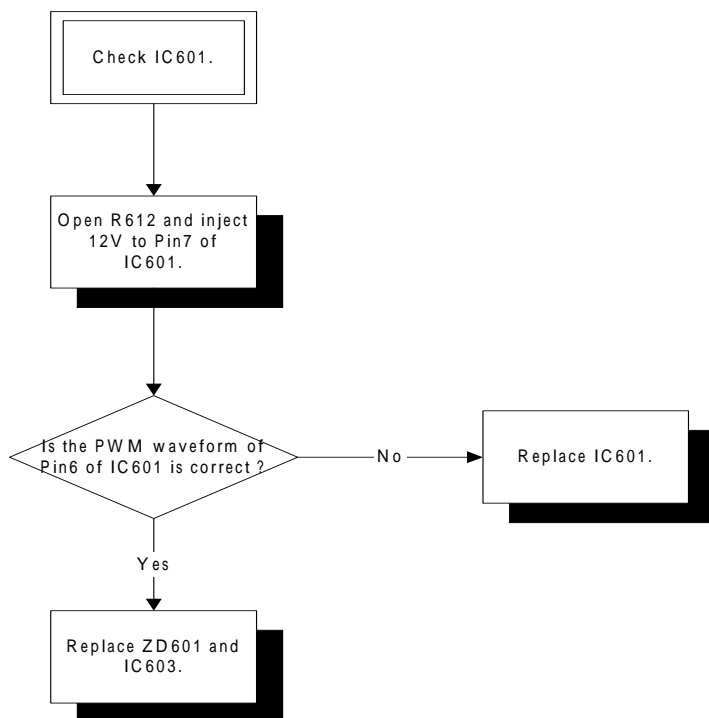 Check IC601.
Open R612 and inject
12V to Pin7 of
IC601.
Is the PWM waveform of
Pin6 of IC601 is correct ?
No
Replace IC601.
Yes
Replace ZD601 and
IC603.